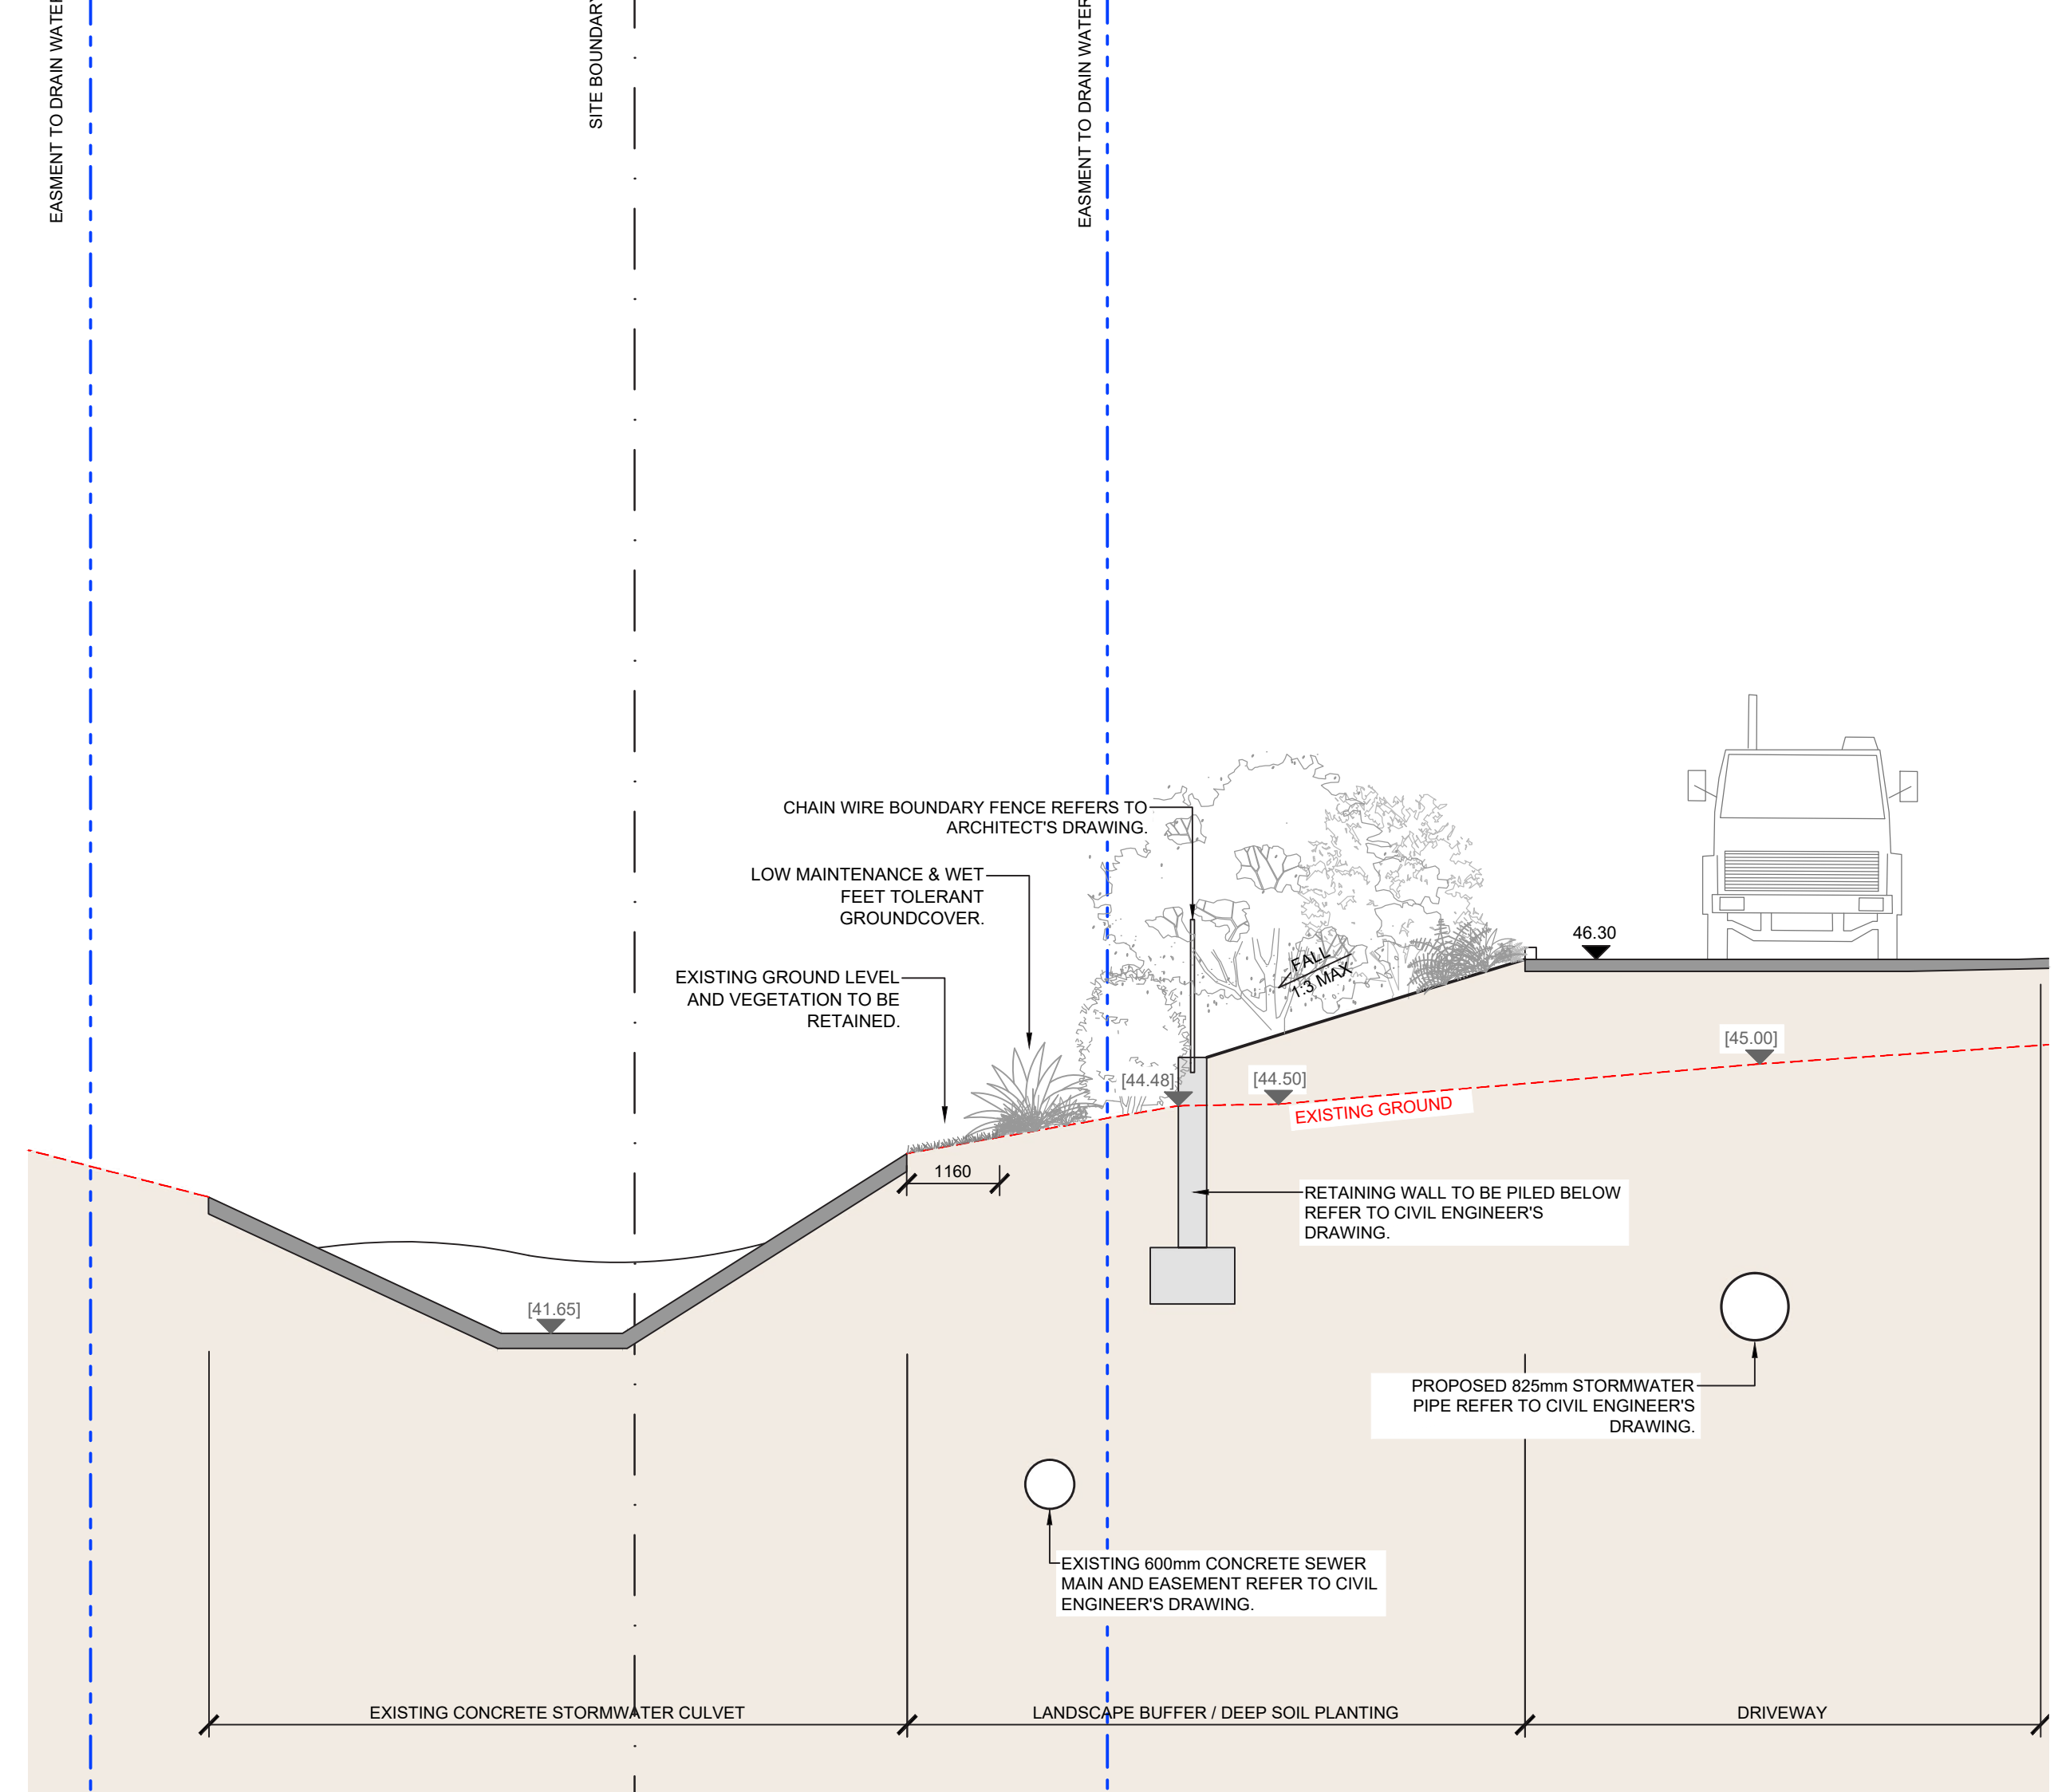 EASMENT TO DRAIN WATER
SITE BOUNDARY
EASMENT TO DRAIN WATER
CHAIN WIRE BOUNDARY FENCE REFERS TO
ARCHITECT'S DRAWING.
LOW MAINTENANCE & WET
FEET TOLERANT
GROUNDCOVER.
EXISTING GROUND LEVEL
AND VEGETATION TO BE
RETAINED.
FALL
1:3 MAX
46.30
[45.00]
[44.48]
[44.50]
EXISTING GROUND
1160
RETAINING WALL TO BE PILED BELOW
REFER TO CIVIL ENGINEER'S
DRAWING.
[41.65]
PROPOSED 825mm STORMWATER
PIPE REFER TO CIVIL ENGINEER'S
DRAWING.
EXISTING 600mm CONCRETE SEWER
MAIN AND EASEMENT REFER TO CIVIL
ENGINEER'S DRAWING.
EXISTING CONCRETE STORMWATER CULVET
LANDSCAPE BUFFER / DEEP SOIL PLANTING
DRIVEWAY